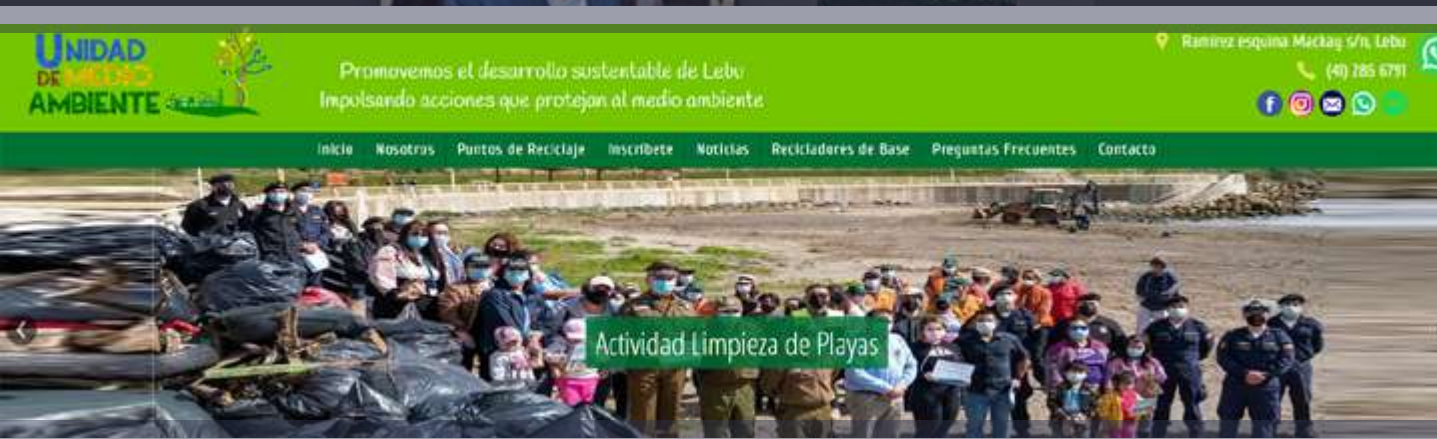 UNIDAD
DE MEDIO
AMBIENTE
Promovemos el desarrollo sustentable de Lebu
Impulsando acciones que protejan al medio ambiente
Ramírez esquina Mackay s/n, Lebu
(41) 285 6791
Inicio Nosotros Puntos de Reciclaje Inscríbete Noticias Recicladores de Base Preguntas Frecuentes Contacto
Actividad Limpieza de Playas